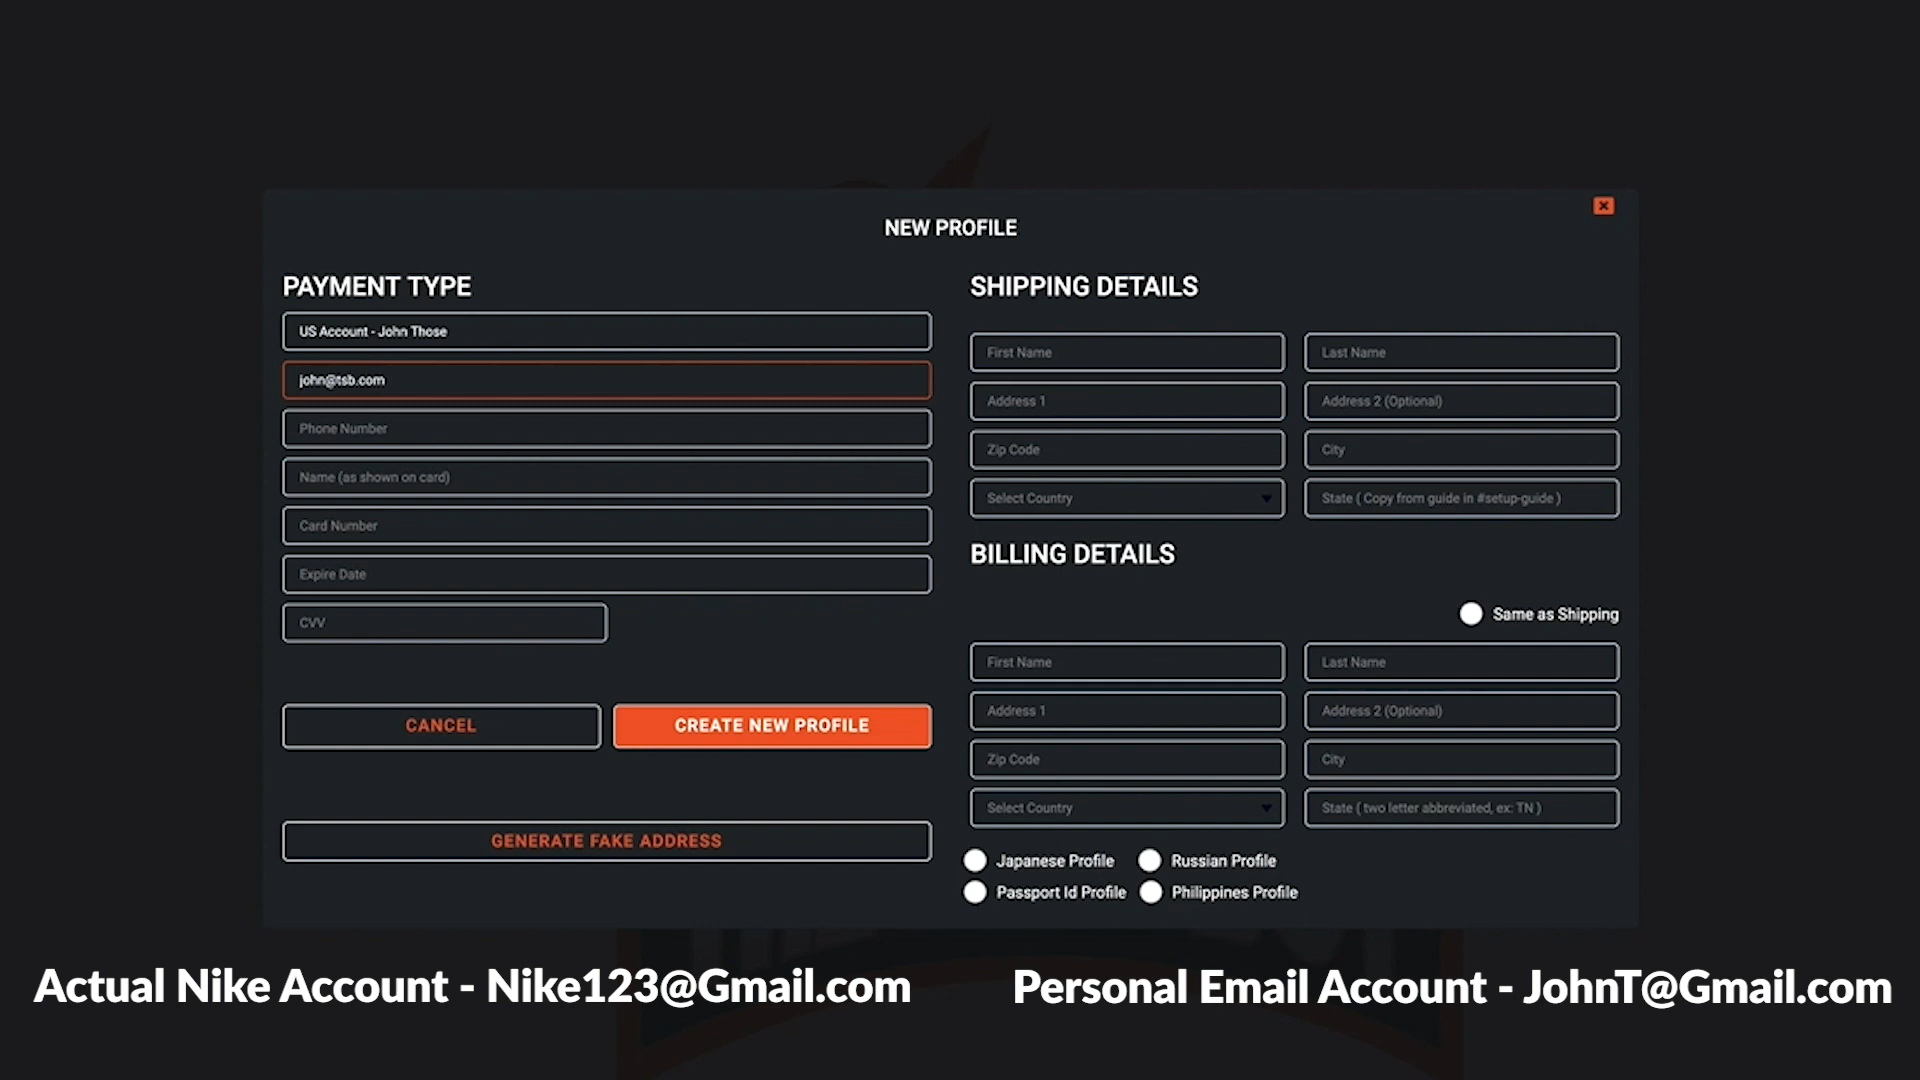 NEW PROFILE
PAYMENT TYPE
US Account - John Those
john@tsb.com
Phone Number
Name (as shown on card)
Card Number
Expire Date
CVV
CANCEL
CREATE NEW PROFILE
GENERATE FAKE ADDRESS
SHIPPING DETAILS
First Name
Last Name
Address 1
Address 2 (Optional)
Zip Code
City
Select Country
State ( Copy from guide in #setup-guide )
BILLING DETAILS
Same as Shipping
First Name
Last Name
Address 1
Address 2 (Optional)
Zip Code
City
Select Country
State ( two letter abbreviated, ex: TN )
Japanese Profile
Russian Profile
Passport Id Profile
Philippines Profile
Actual Nike Account - Nike123@Gmail.com
Personal Email Account - JohnT@Gmail.com